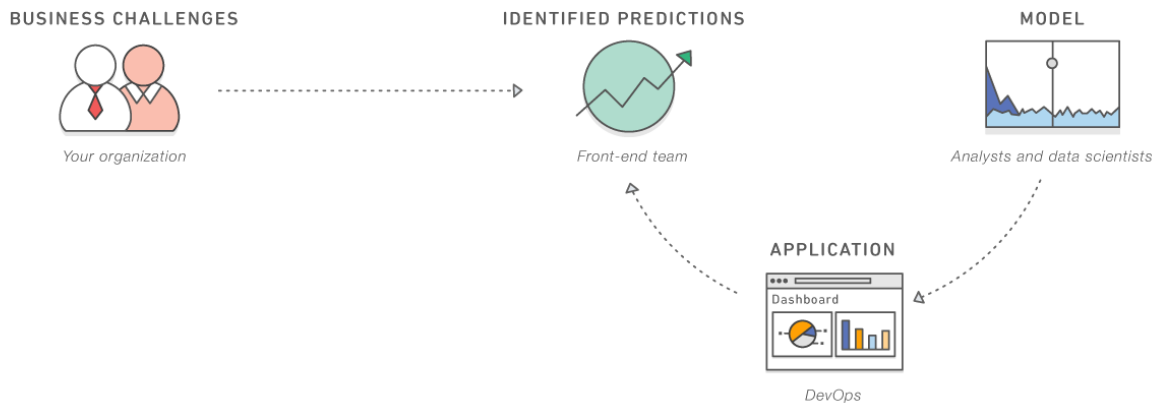 BUSINESS CHALLENGES
Your organization
IDENTIFIED PREDICTIONS
Front-end team
MODEL
Analysts and data scientists
APPLICATION
Dashboard
DevOps